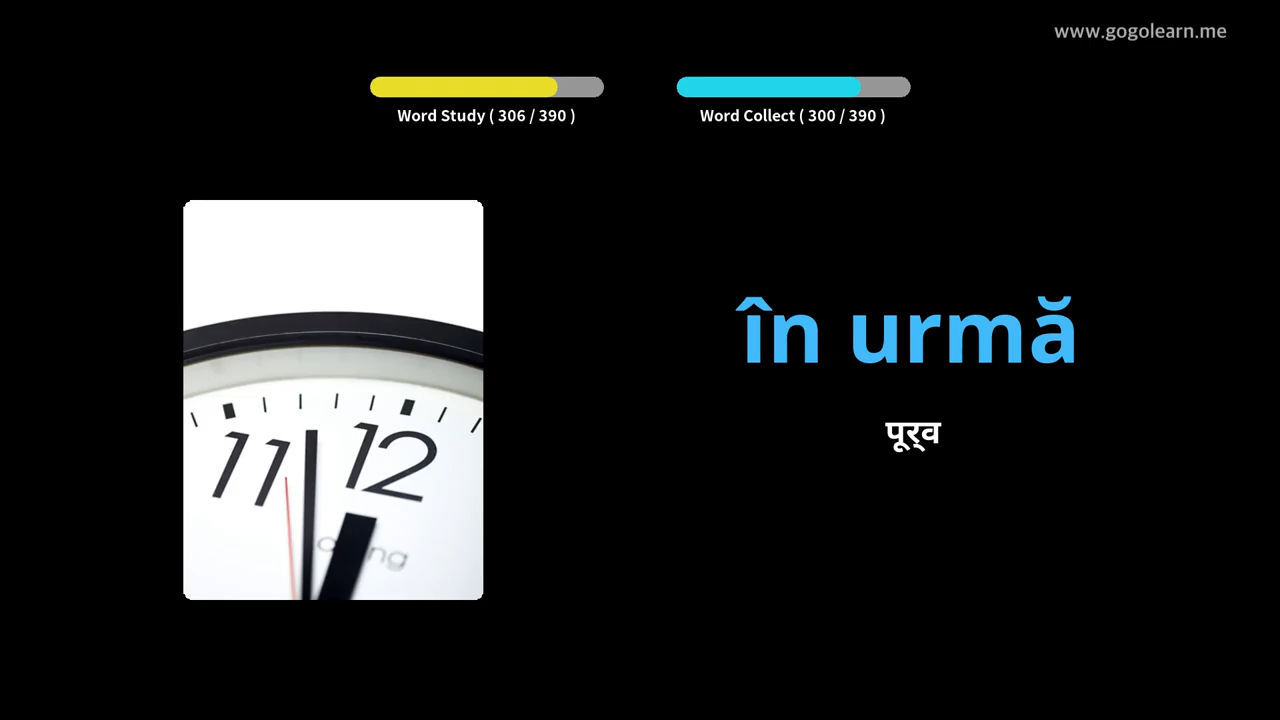 www.gogolearn.me
Word Study ( 306 / 390 )
Word Collect ( 300 / 390 )
11 12
în urmă
पूर्व